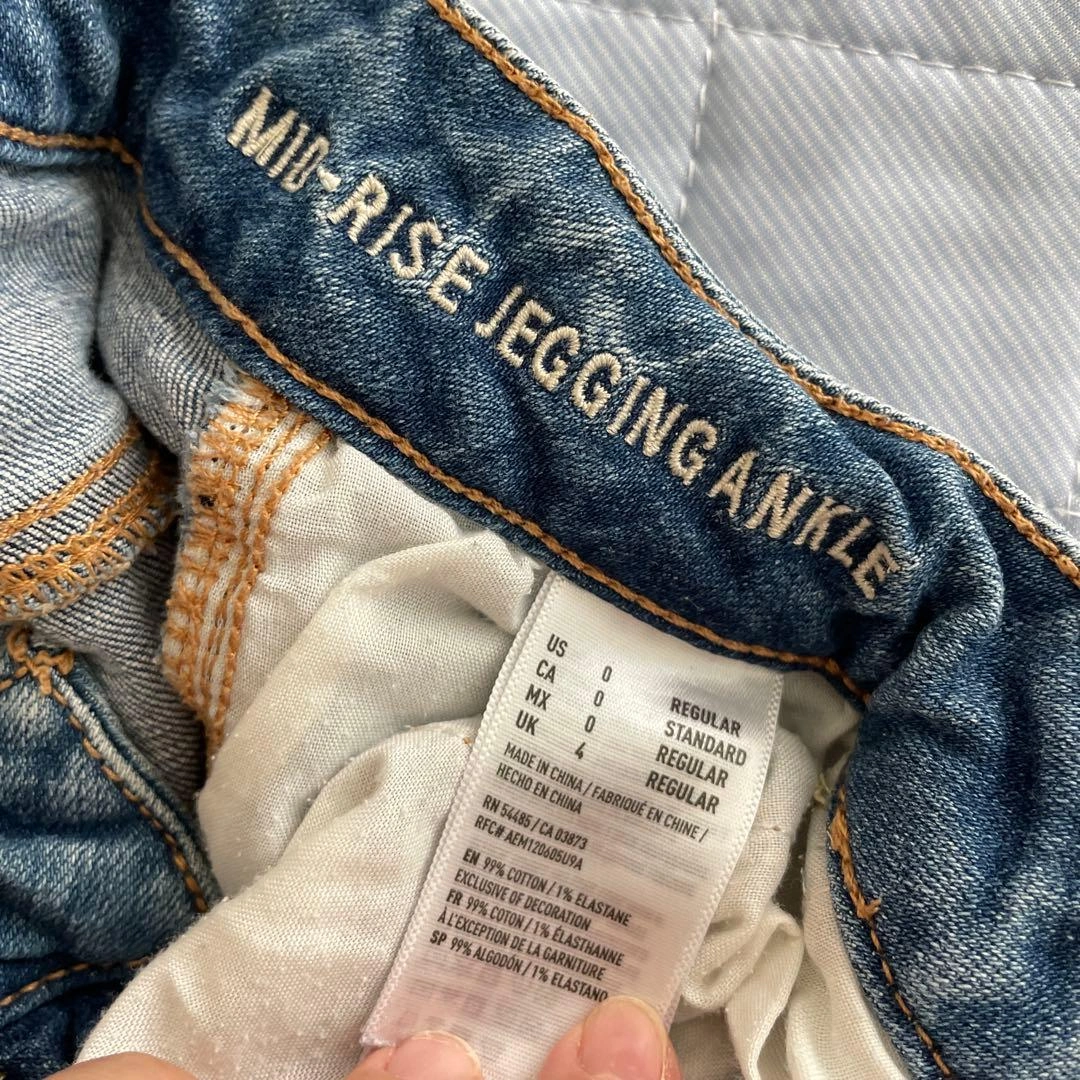 MID-RISE JEGGING ANKLE
US 0 REGULAR
CA 0 STANDARD
MX 0 REGULAR
UK 4 REGULAR
MADE IN CHINA / FABRIQUÉ EN CHINE /
HECHO EN CHINA
RN 54485 / CA 03873
RFC# AEM120605U9A
EN 99% COTTON / 1% ELASTANE
EXCLUSIVE OF DECORATION
FR 99% COTON / 1% ÉLASTHANNE
À L'EXCEPTION DE LA GARNITURE
SP 99% ALGODÓN / 1% ELASTANO